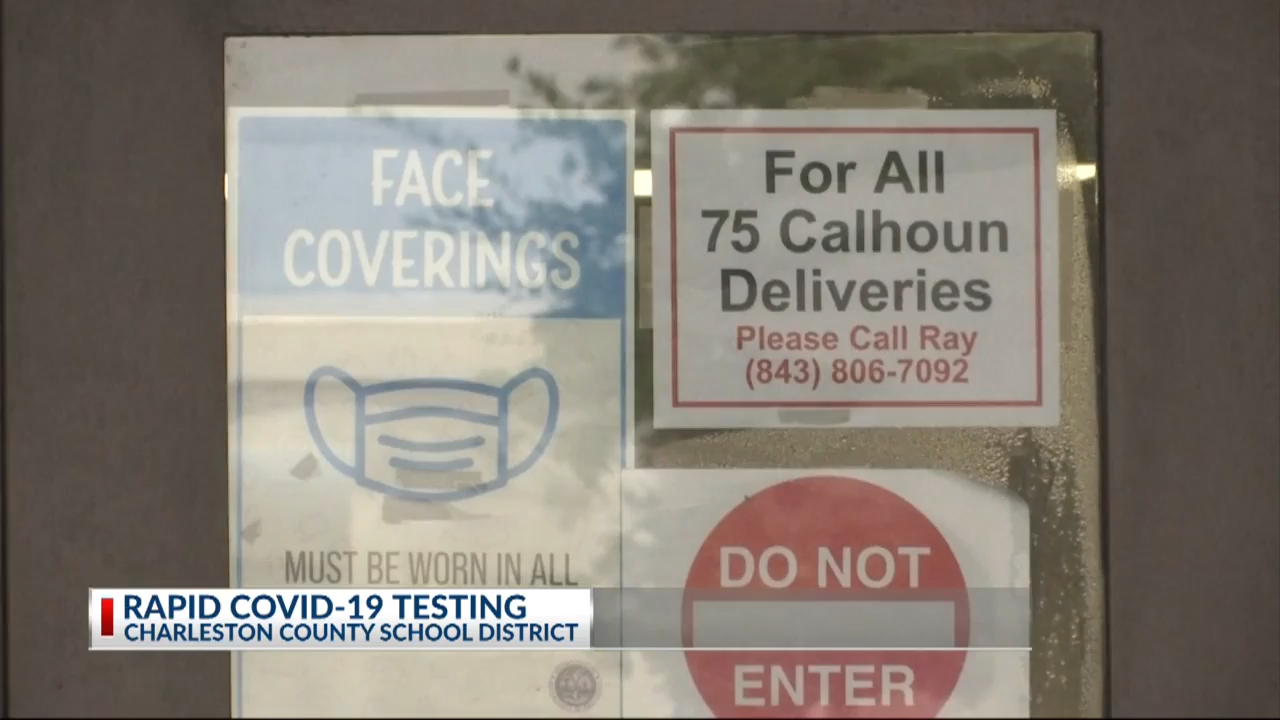 FACE
COVERINGS
MUST BE WORN IN ALL
For All
75 Calhoun
Deliveries
Please Call Ray
(843) 806-7092
DO NOT
ENTER
RAPID COVID-19 TESTING
CHARLESTON COUNTY SCHOOL DISTRICT